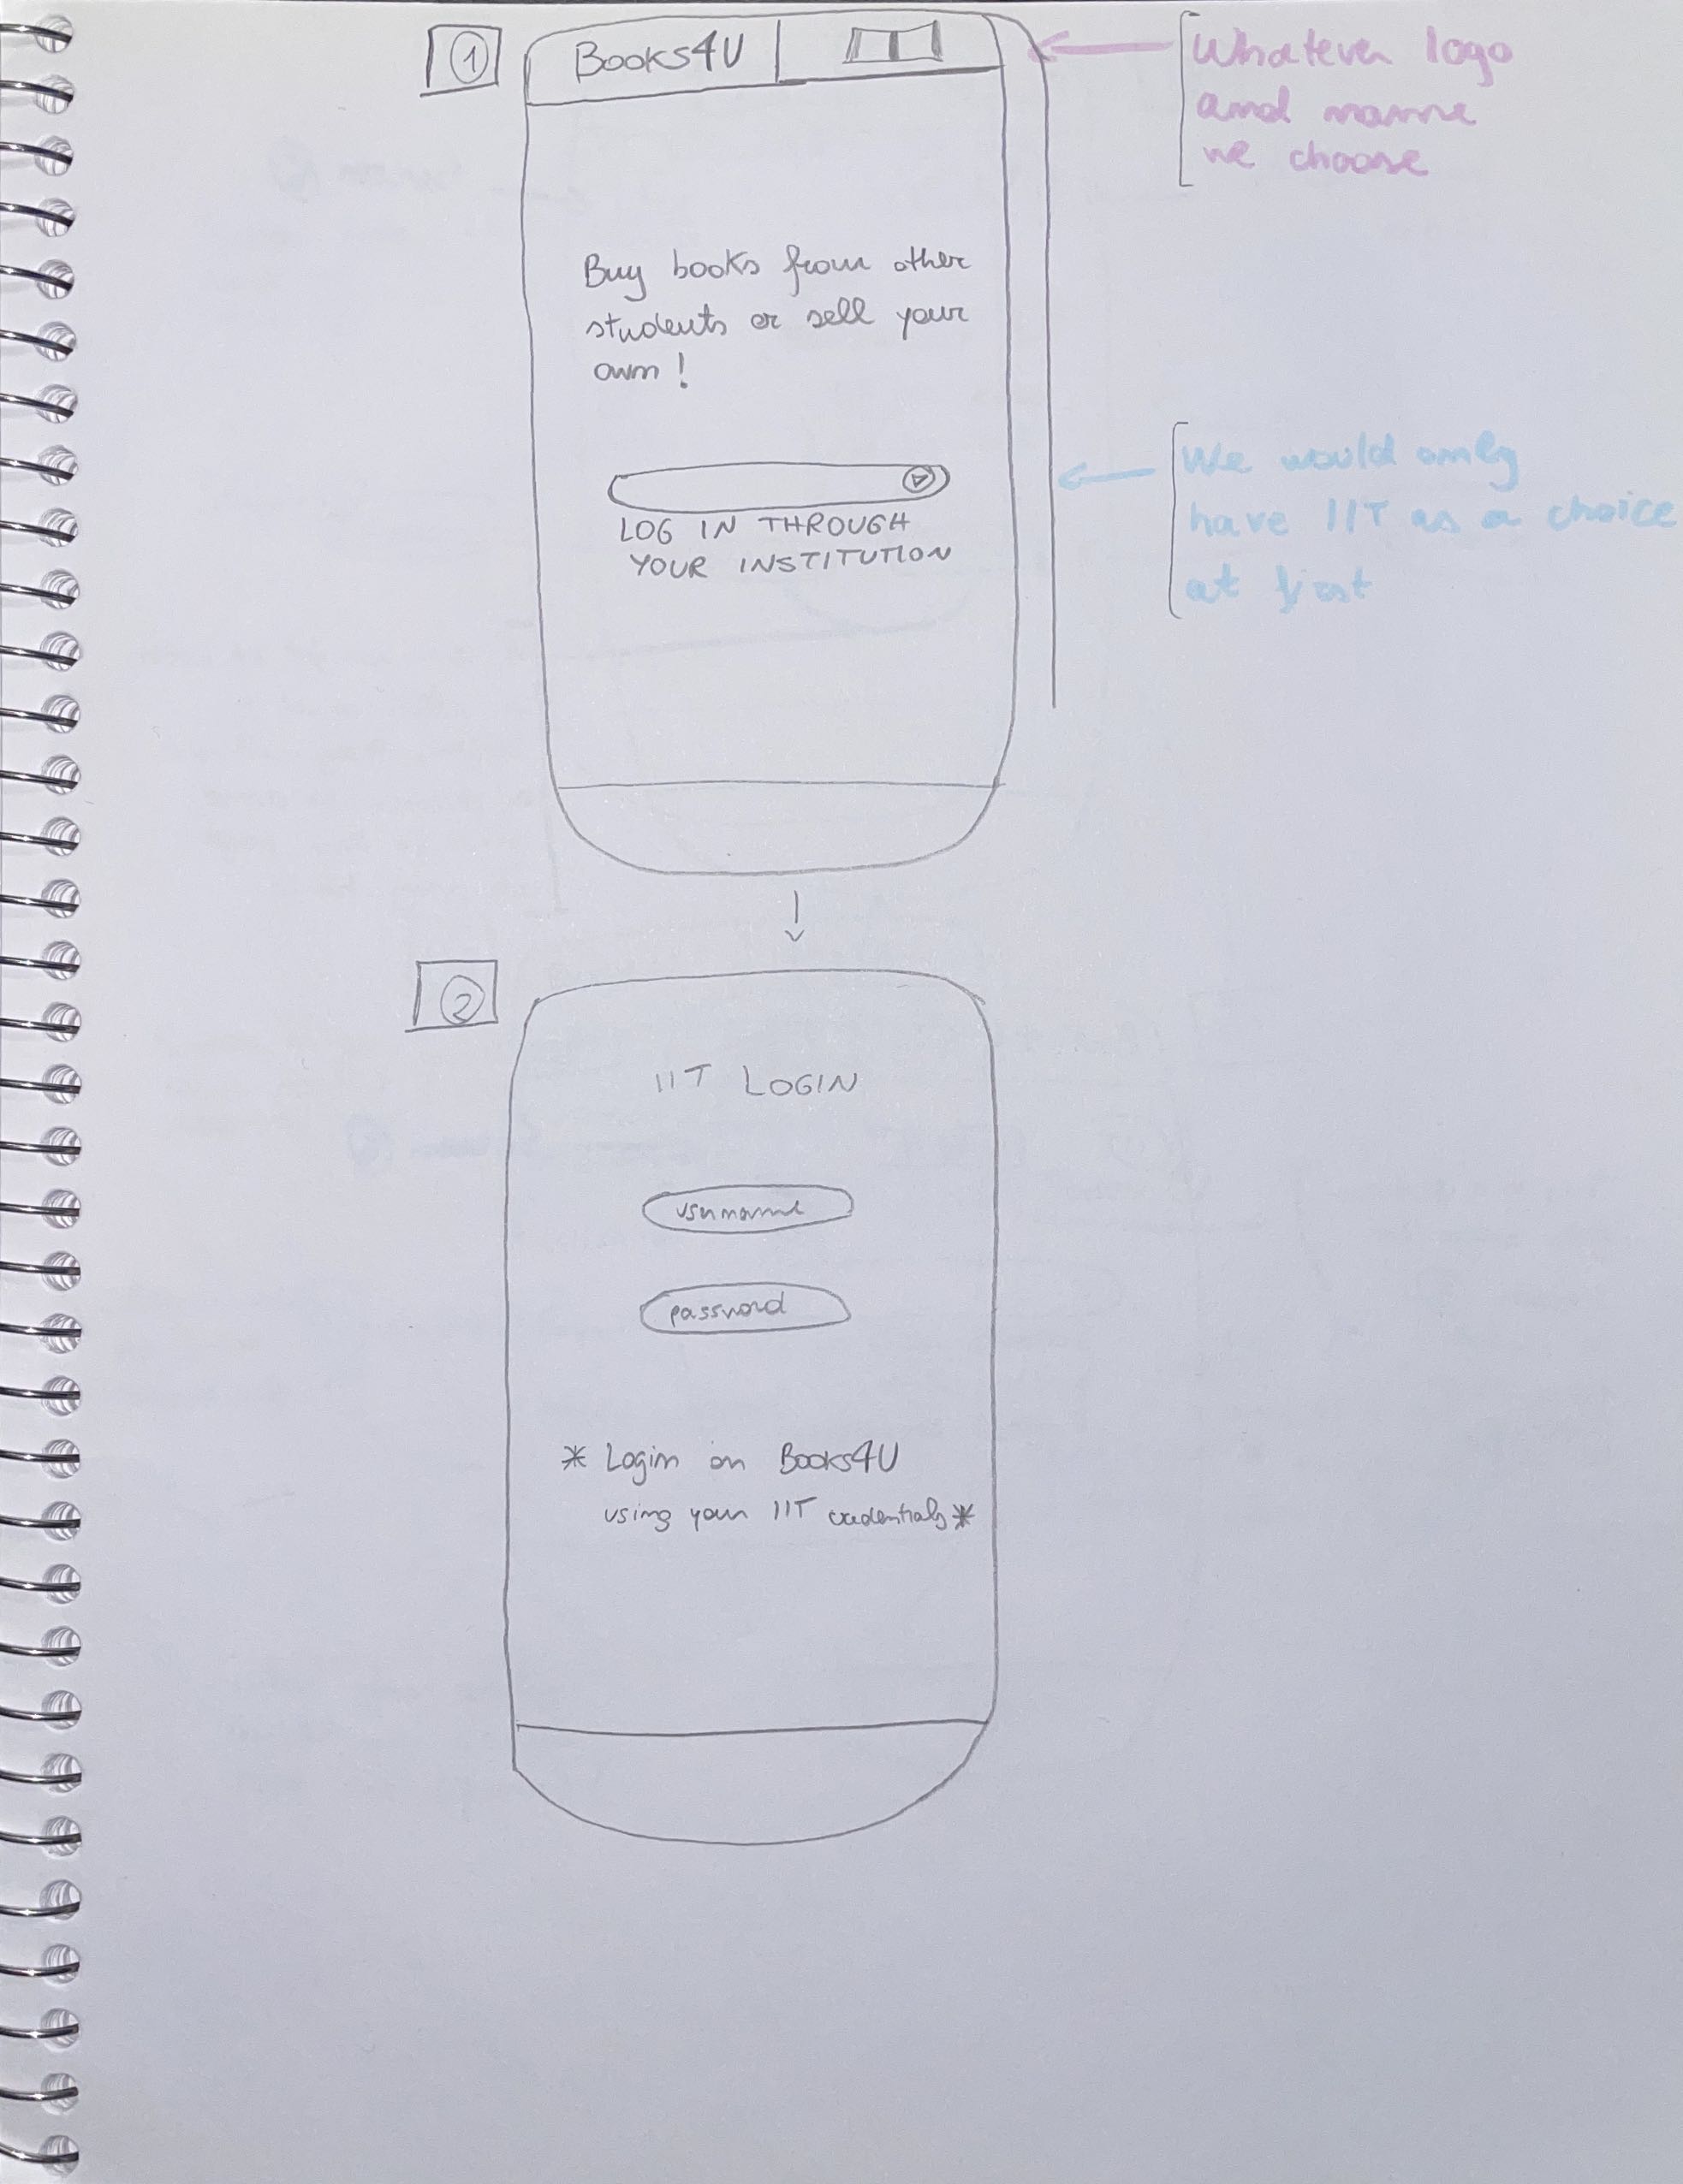 1
Books4U
Whatever logo
and name
we choose
Buy books from other
students or sell your
own!
We would only
have IIT as a choice
at first
LOG IN THROUGH
YOUR INSTITUTION
2
IIT LOGIN
username
password
* Login on Books4U
using your IIT credentials *